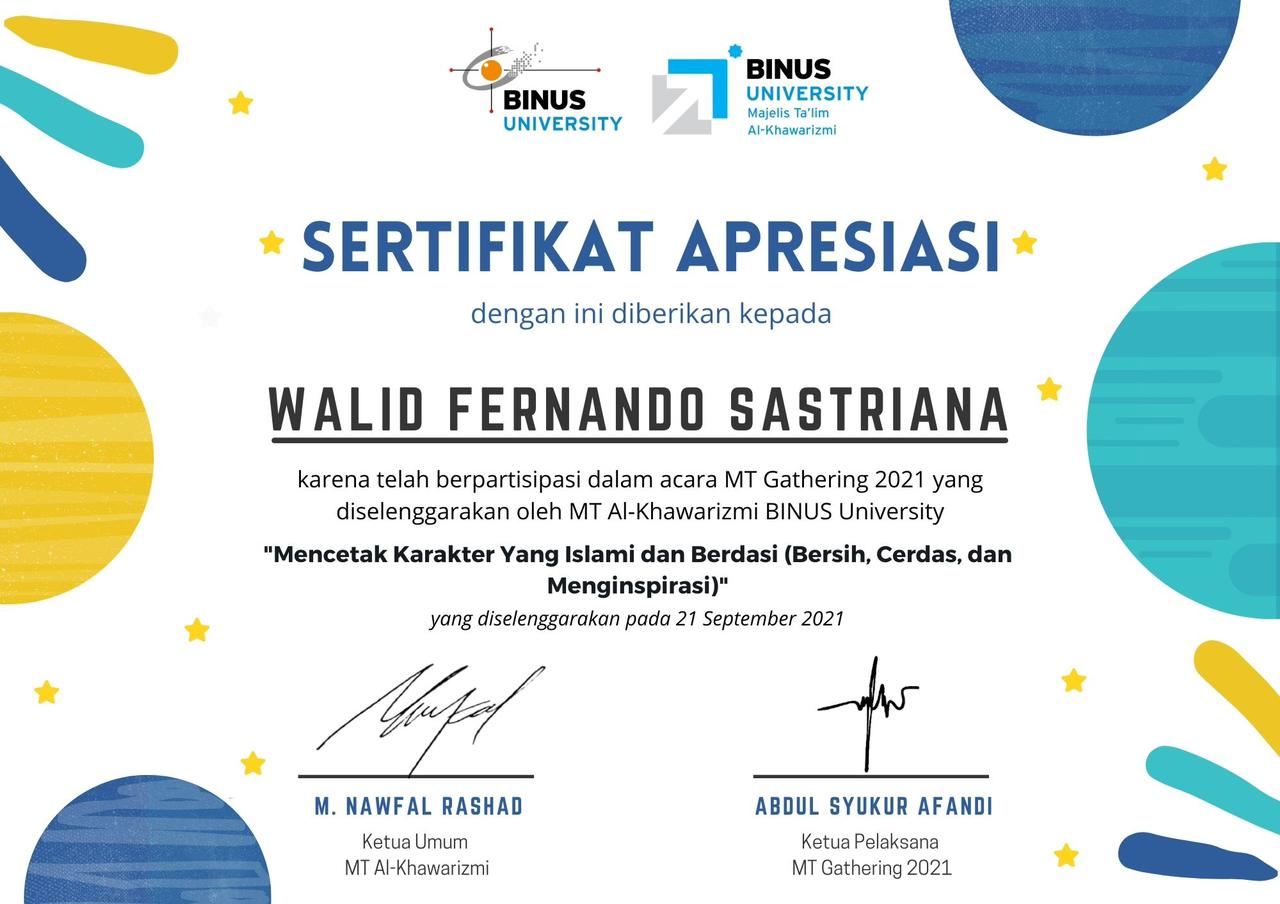 BINUS
UNIVERSITY
BINUS
UNIVERSITY
Majelis Ta'lim
Al-Khawarizmi
SERTIFIKAT APRESIASI
dengan ini diberikan kepada
WALID FERNANDO SASTRIANA
karena telah berpartisipasi dalam acara MT Gathering 2021 yang
diselenggarakan oleh MT Al-Khawarizmi BINUS University
"Mencetak Karakter Yang Islami dan Berdasi (Bersih, Cerdas, dan
Menginspirasi)"
yang diselenggarakan pada 21 September 2021
M. NAWFAL RASHAD
Ketua Umum
MT Al-Khawarizmi
ABDUL SYUKUR AFANDI
Ketua Pelaksana
MT Gathering 2021